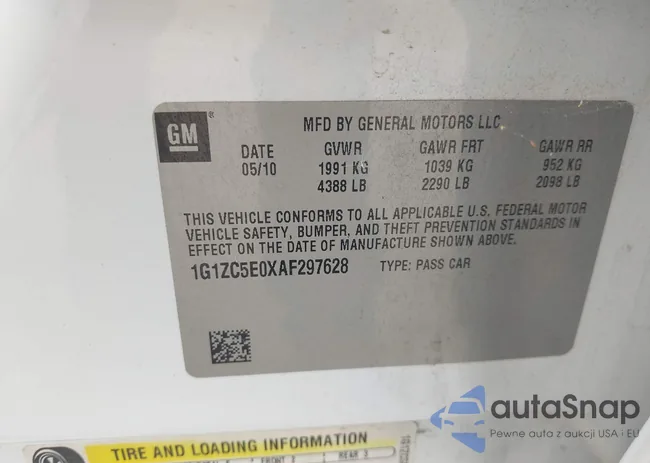 GM ®
MFD BY GENERAL MOTORS LLC
DATE GVWR GAWR FRT GAWR RR
05/10 1991 KG 1039 KG 952 KG
4388 LB 2290 LB 2098 LB
THIS VEHICLE CONFORMS TO ALL APPLICABLE U.S. FEDERAL MOTOR
VEHICLE SAFETY, BUMPER, AND THEFT PREVENTION STANDARDS IN
EFFECT ON THE DATE OF MANUFACTURE SHOWN ABOVE.
1G1ZC5E0XAF297628 TYPE: PASS CAR
TIRE AND LOADING INFORMATION
autaSnap
Pewne auta z aukcji USA - EU